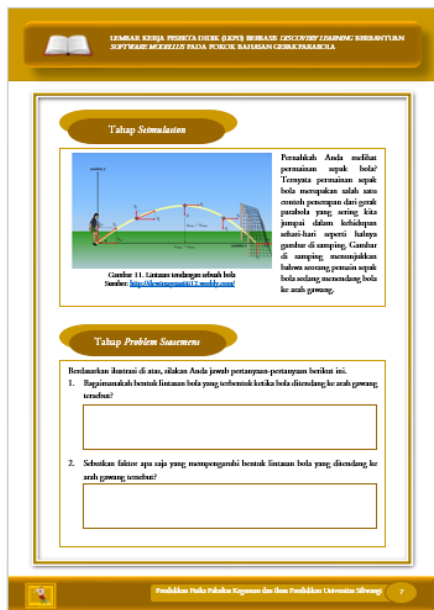 LEMBAR KERJA PESERTA DIDIK (LKPD) BERBASIS DISCOVERY LEARNING BERBANTUAN
SOFTWARE MODELLUS PADA POKOK BAHASAN GERAK PARABOLA
Tahap Stimulation
Pernahkah Anda melihat
permainan sepak bola?
Ternyata permainan sepak
bola merupakan salah satu
contoh penerapan dari gerak
parabola yang sering kita
jumpai dalam kehidupan
sehari-hari seperti halnya
gambar di samping. Gambar
di samping menunjukkan
bahwa seorang pemain sepak
bola sedang menendang bola
ke arah gawang.
Gambar 11. Lintasan tendangan sebuah bola
Sumber:
Tahap Problem Statement
Berdasarkan ilustrasi di atas, silakan Anda jawab pertanyaan-pertanyaan berikut ini.
1. Bagaimanakah bentuk lintasan bola yang terbentuk ketika bola ditendang ke arah gawang
tersebut?
2. Sebutkan faktor apa saja yang mempengaruhi bentuk lintasan bola yang ditendang ke
arah gawang tersebut?
Pendidikan Fisika Fakultas Keguruan dan Ilmu Pendidikan Universitas Siliwangi
7